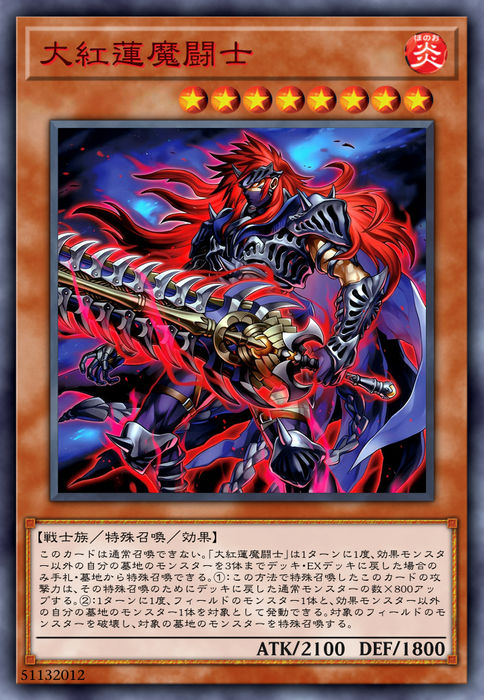 大紅蓮魔闘士
ほのお
炎
【戦士族／特殊召喚／効果】
このカードは通常召喚できない。「大紅蓮魔闘士」は1ターンに1度、効果モンスタ
ー以外の自分の墓地のモンスターを3体までデッキ・EXデッキに戻した場合の
み手札・墓地から特殊召喚できる。①：この方法で特殊召喚したこのカードの攻
撃力は、その特殊召喚のためにデッキに戻した通常モンスターの数×800アッ
プする。②：1ターンに1度、フィールドのモンスター1体と、効果モンスター以外
の自分の墓地のモンスター1体を対象として発動できる。対象のフィールドのモ
ンスターを破壊し、対象の墓地のモンスターを特殊召喚する。
ATK/2100 DEF/1800
51132012